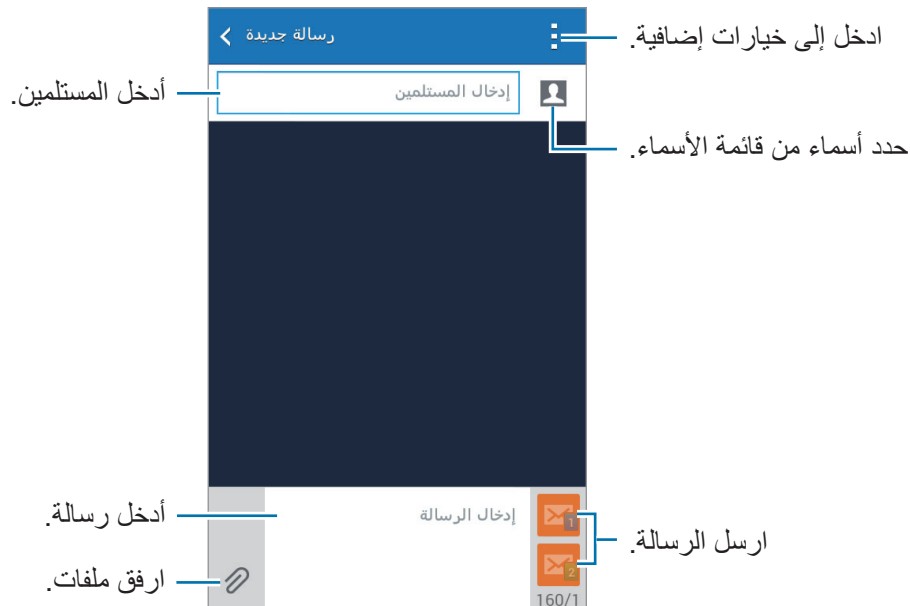 ادخل إلى خيارات إضافية.
رسالة جديدة
إدخال المستلمين
أدخل المستلمين.
حدد أسماء من قائمة الأسماء.
إدخال الرسالة
أدخل رسالة.
1
ارسل الرسالة.
2
ارفق ملفات.
160/1